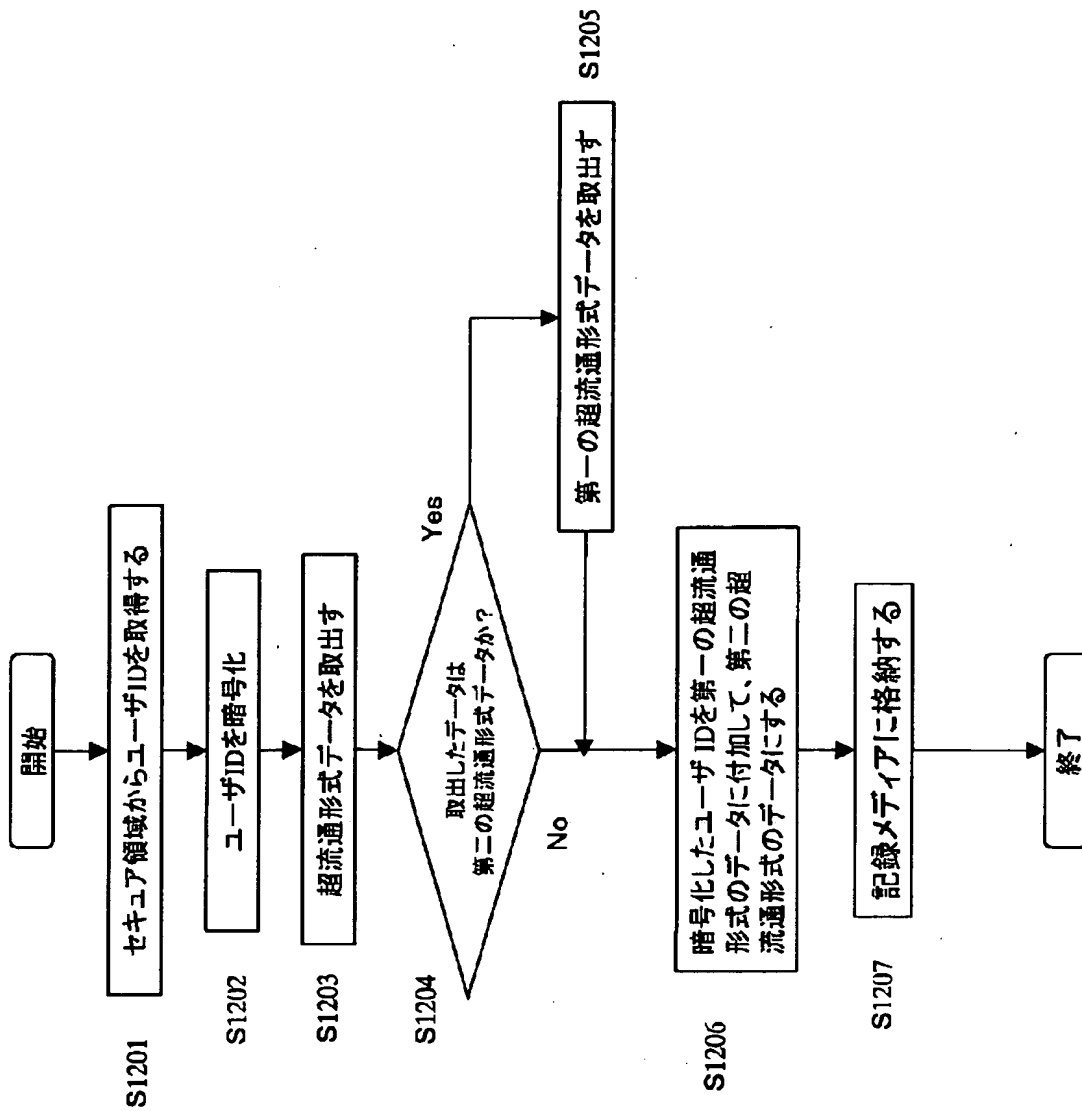 開始
S1201
セキュア領域からユーザIDを取得する
S1202
ユーザIDを暗号化
S1203
超流通形式データを取出す
S1204
取出したデータは
第二の超流通形式データか?
Yes
No
S1205
第一の超流通形式データを取出す
S1206
暗号化したユーザIDを第一の超流通
形式のデータに付加して、第二の超
流通形式のデータにする
S1207
記録メディアに格納する
終了